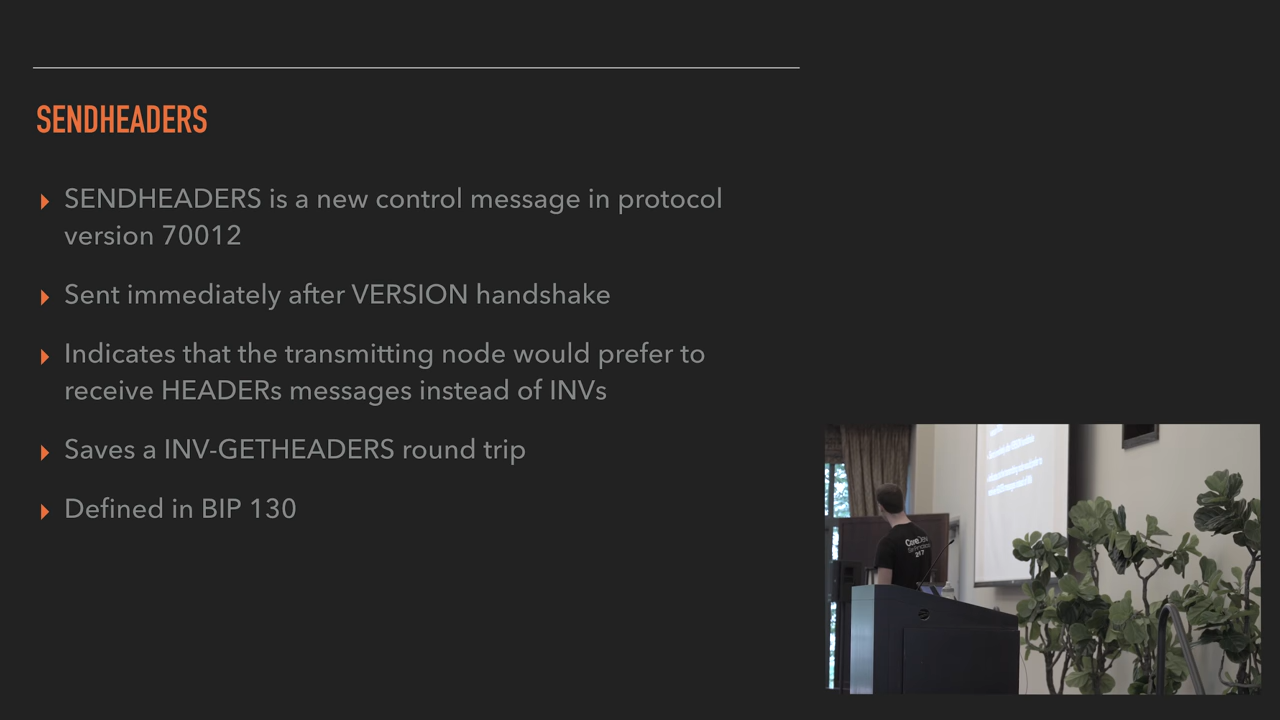 SENDHEADERS
SENDHEADERS is a new control message in protocol
version 70012
Sent immediately after VERSION handshake
Indicates that the transmitting node would prefer to
receive HEADERs messages instead of INVs
Saves a INV-GETHEADERS round trip
Defined in BIP 130